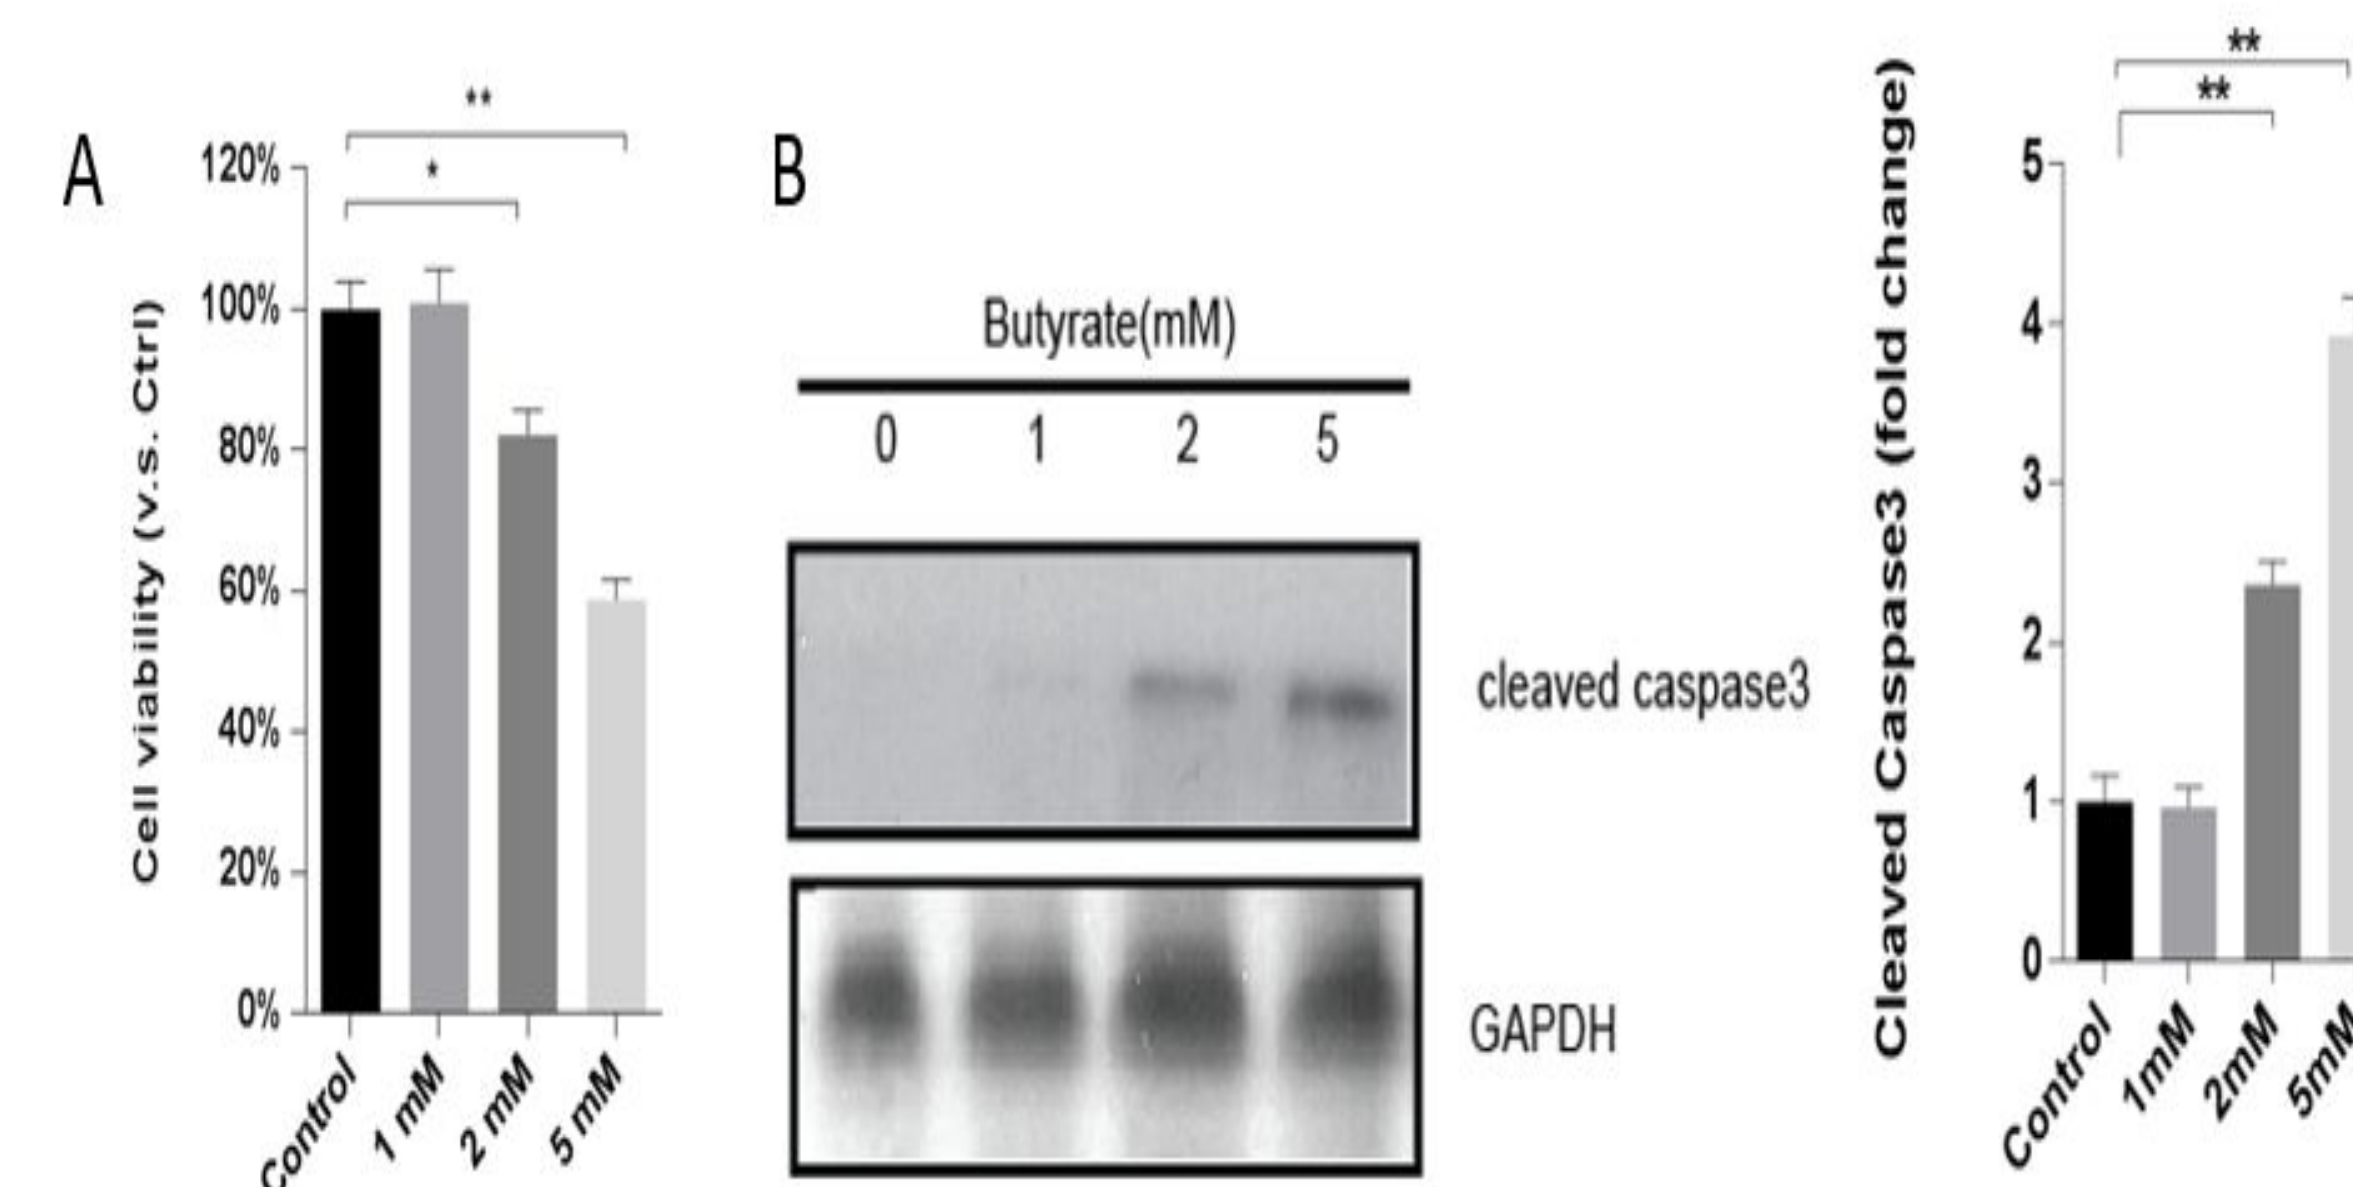 A
Cell viability (v.s. Ctrl)
**
*
120%
100%
80%
60%
40%
20%
0%
Control
1 mM
2 mM
5 mM
B
Butyrate(mM)
0 1 2 5
cleaved caspase3
GAPDH
Cleaved Caspase3 (fold change)
**
**
5
4
3
2
1
0
Control
1mM
2mM
5mM